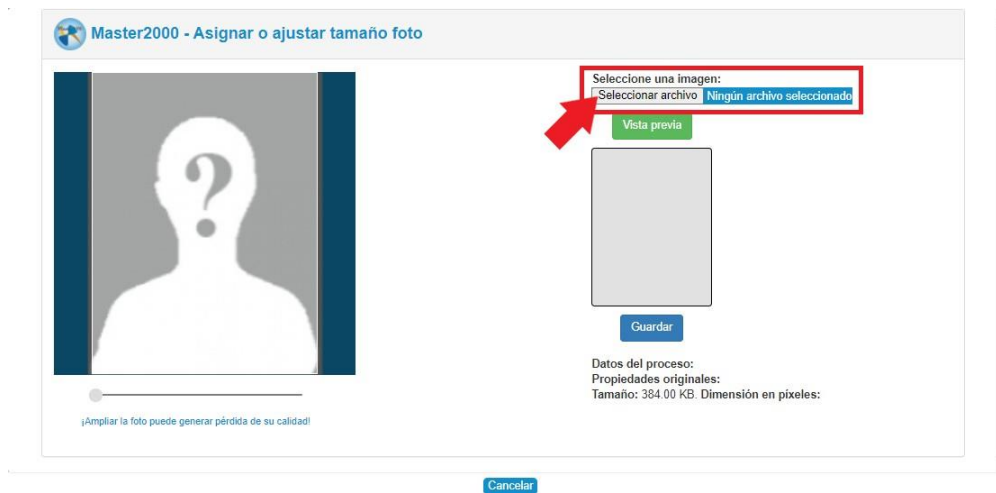 Master2000 - Asignar o ajustar tamaño foto
Seleccione una imagen:
Seleccionar archivo Ningún archivo seleccionado
Vista previa
?
Guardar
Datos del proceso:
Propiedades originales:
Tamaño: 384.00 KB. Dimensión en píxeles:
¡Ampliar la foto puede generar pérdida de su calidad!
Cancelar